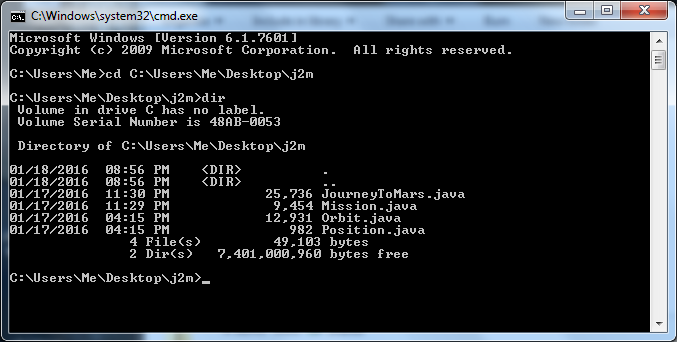 C:\Windows\system32\cmd.exe
Microsoft Windows [Version 6.1.7601]
Copyright (c) 2009 Microsoft Corporation.  All rights reserved.
C:\Users\Me>cd C:\Users\Me\Desktop\j2m
C:\Users\Me\Desktop\j2m>dir
 Volume in drive C has no label.
 Volume Serial Number is 48AB-0053
 Directory of C:\Users\Me\Desktop\j2m
01/18/2016  08:56 PM    <DIR>          .
01/18/2016  08:56 PM    <DIR>          ..
01/17/2016  11:30 PM            25,736 JourneyToMars.java
01/17/2016  11:29 PM             9,454 Mission.java
01/17/2016  04:15 PM            12,931 Orbit.java
01/17/2016  04:15 PM               982 Position.java
               4 File(s)         49,103 bytes
               2 Dir(s)   7,401,000,960 bytes free
C:\Users\Me\Desktop\j2m>_